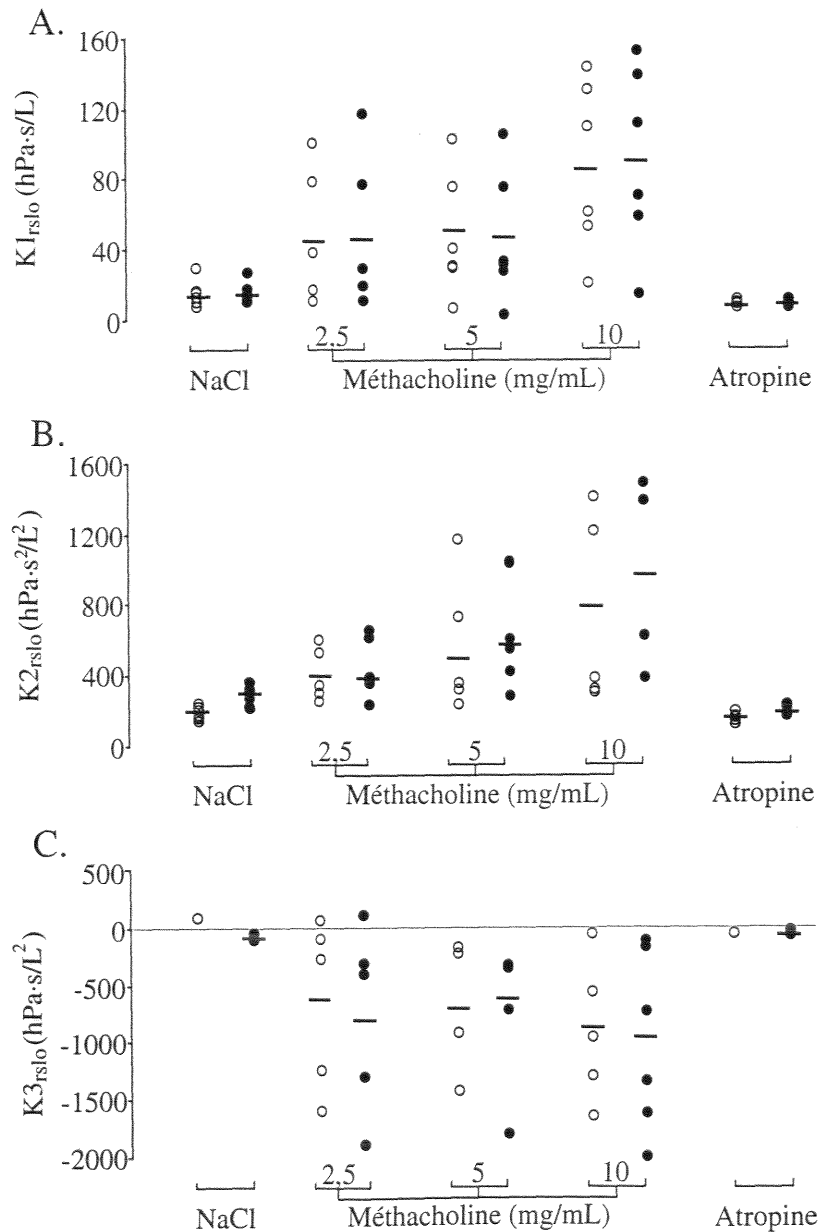 A.
K1rslo (hPa·s/L)
160
120
80
40
0
2,5
5
10
NaCl
Méthacholine (mg/mL)
Atropine
B.
K2rslo(hPa·s²/L²)
1600
1200
800
400
0
2,5
5
10
NaCl
Méthacholine (mg/mL)
Atropine
C.
K3rslo(hPa·s/L²)
500
0
-500
-1000
-1500
-2000
2,5
5
10
NaCl
Méthacholine (mg/mL)
Atropine